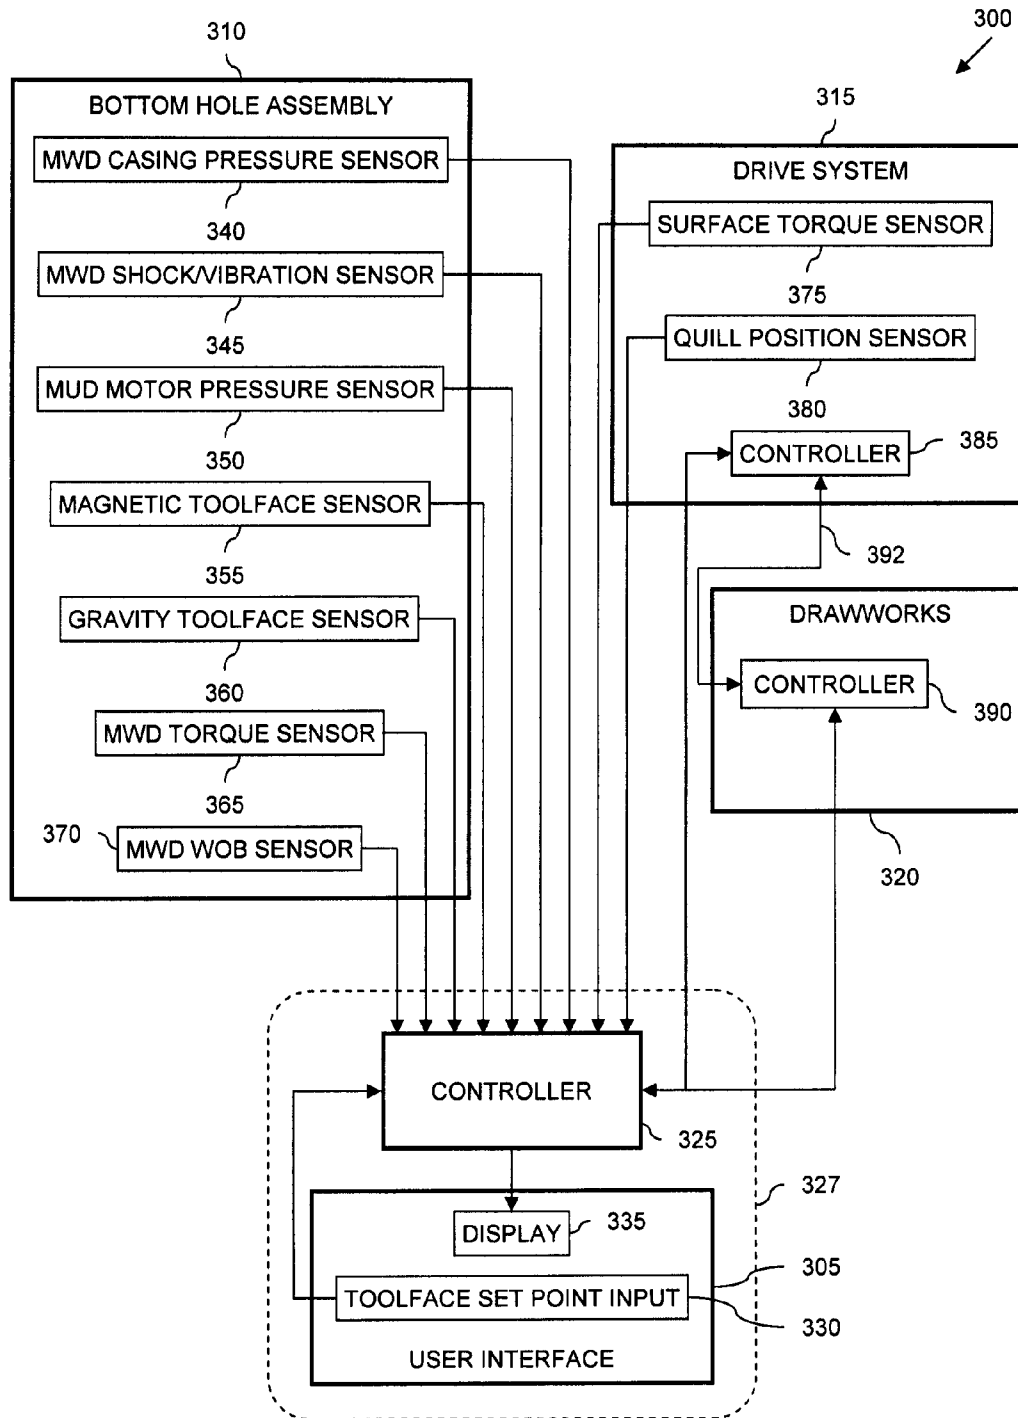 300
310
BOTTOM HOLE ASSEMBLY
MWD CASING PRESSURE SENSOR
340
MWD SHOCK/VIBRATION SENSOR
345
MUD MOTOR PRESSURE SENSOR
350
MAGNETIC TOOLFACE SENSOR
355
GRAVITY TOOLFACE SENSOR
360
MWD TORQUE SENSOR
365
370
MWD WOB SENSOR
315
DRIVE SYSTEM
SURFACE TORQUE SENSOR
375
QUILL POSITION SENSOR
380
CONTROLLER
385
392
DRAWWORKS
CONTROLLER
390
320
CONTROLLER
325
327
DISPLAY
335
305
TOOLFACE SET POINT INPUT
330
USER INTERFACE